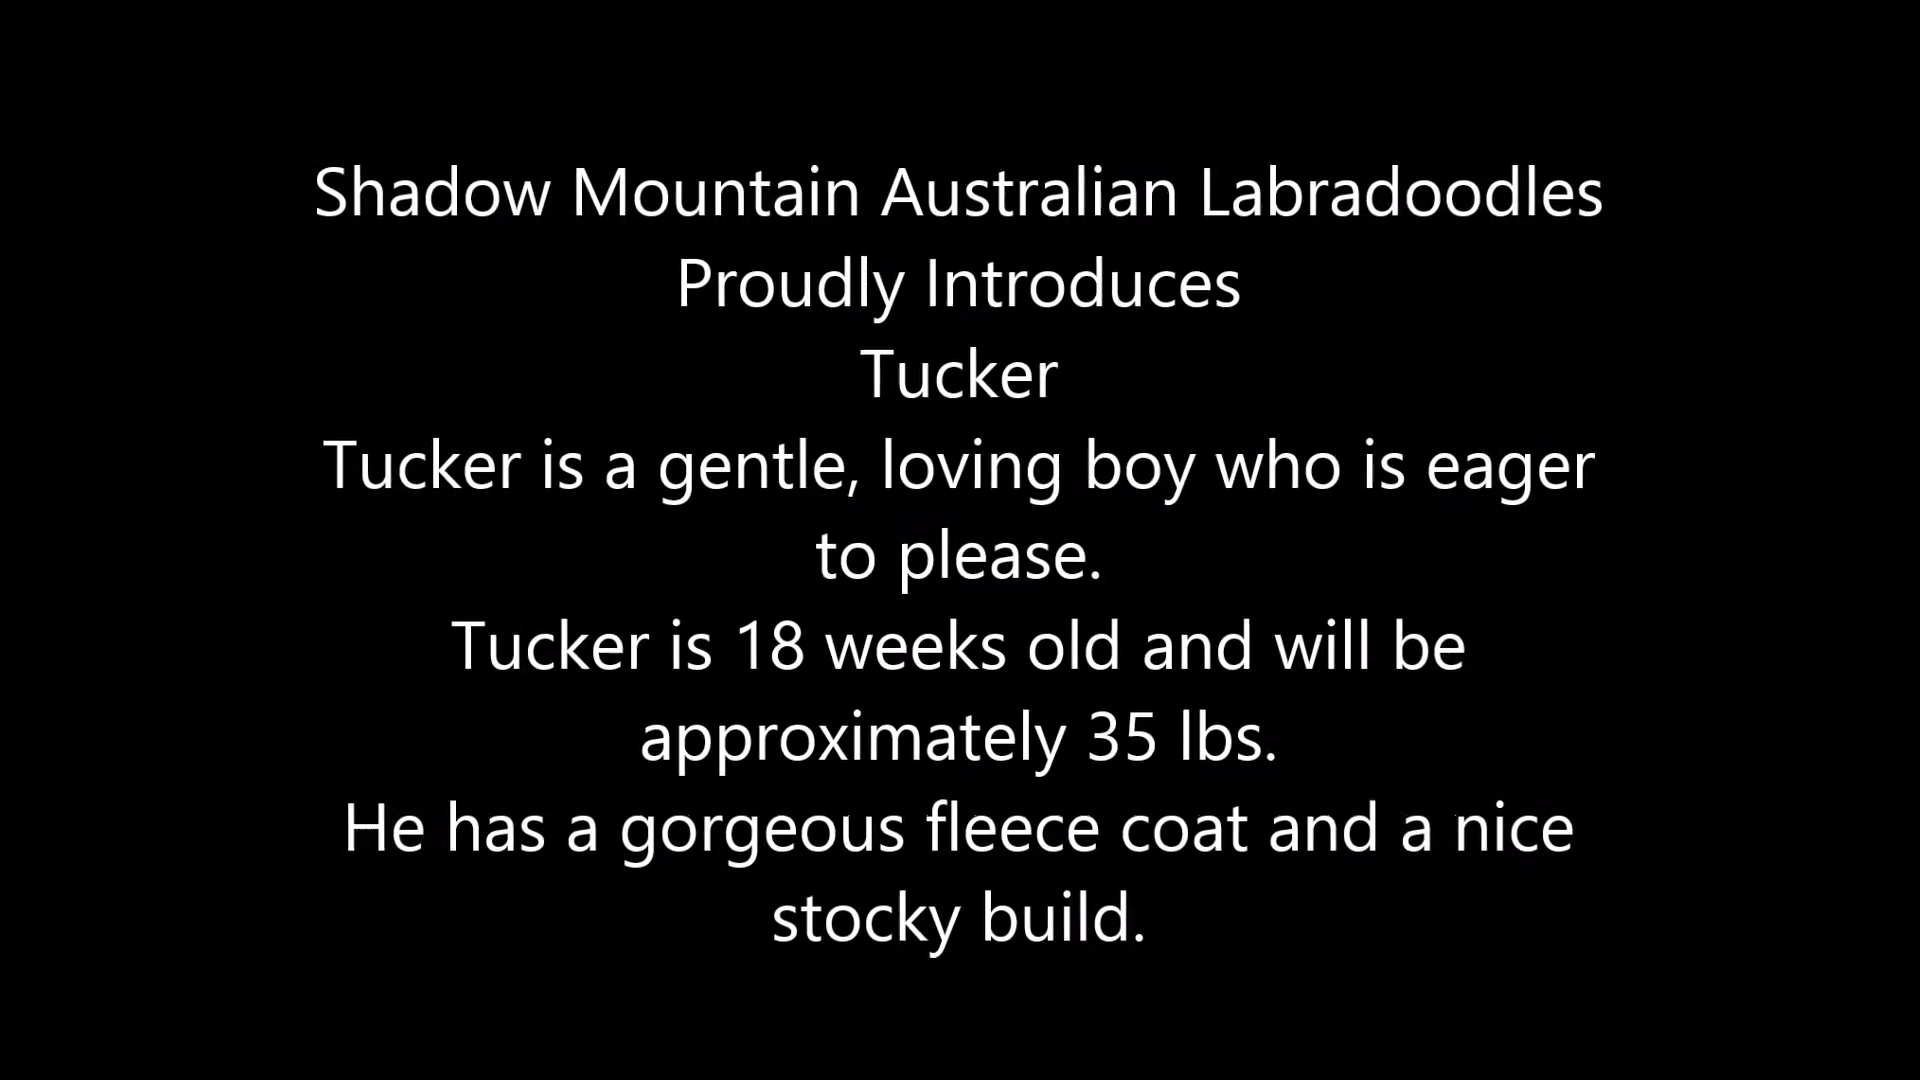 Shadow Mountain Australian Labradoodles
Proudly Introduces
Tucker
Tucker is a gentle, loving boy who is eager
to please.
Tucker is 18 weeks old and will be
approximately 35 lbs.
He has a gorgeous fleece coat and a nice
stocky build.